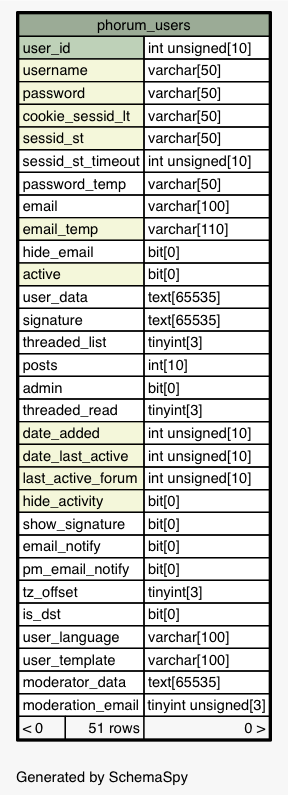 phorum_users
user_id int unsigned[10]
username varchar[50]
password varchar[50]
cookie_sessid_lt varchar[50]
sessid_st varchar[50]
sessid_st_timeout int unsigned[10]
password_temp varchar[50]
email varchar[100]
email_temp varchar[110]
hide_email bit[0]
active bit[0]
user_data text[65535]
signature text[65535]
threaded_list tinyint[3]
posts int[10]
admin bit[0]
threaded_read tinyint[3]
date_added int unsigned[10]
date_last_active int unsigned[10]
last_active_forum int unsigned[10]
hide_activity bit[0]
show_signature bit[0]
email_notify bit[0]
pm_email_notify bit[0]
tz_offset tinyint[3]
is_dst bit[0]
user_language varchar[100]
user_template varchar[100]
moderator_data text[65535]
moderation_email tinyint unsigned[3]
< 0 51 rows 0 >
Generated by SchemaSpy